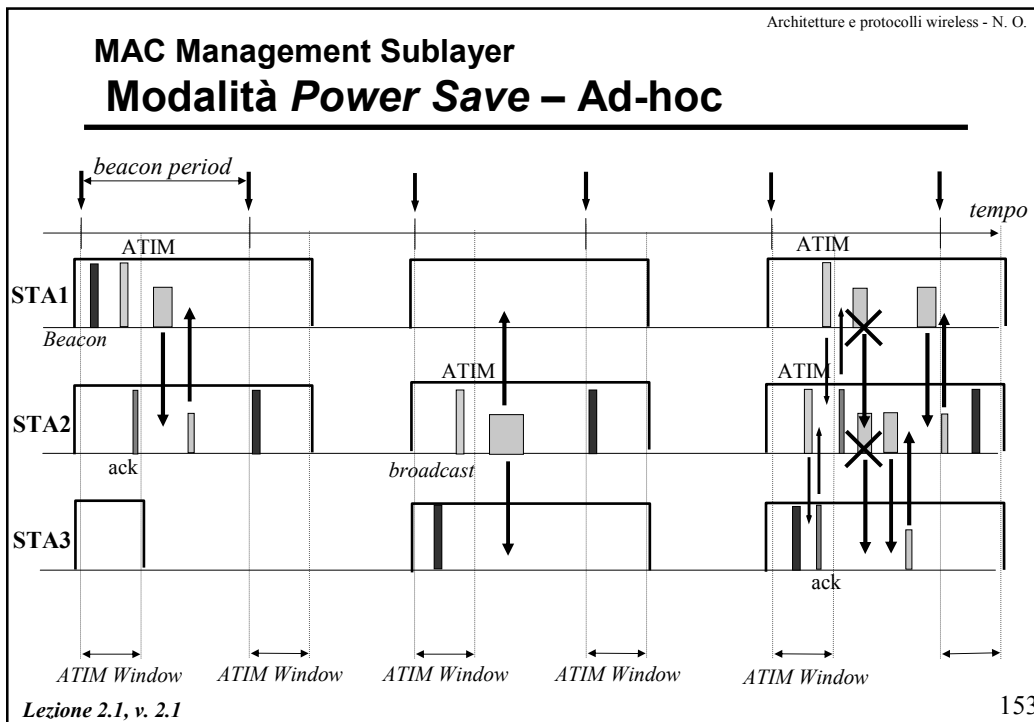 Architetture e protocolli wireless - N. O.
MAC Management Sublayer
Modalità Power Save – Ad-hoc
beacon period
tempo
ATIM
ATIM
STA1
Beacon
ATIM
ATIM
STA2
ack
broadcast
STA3
ack
ATIM Window
ATIM Window
ATIM Window
ATIM Window
ATIM Window
Lezione 2.1, v. 2.1
153